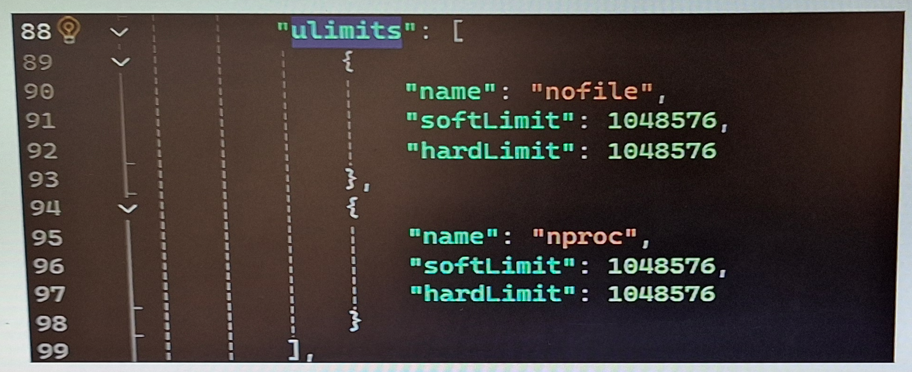 88 "ulimits": [
89 {
90 "name": "nofile",
91 "softLimit": 1048576,
92 "hardLimit": 1048576
93 },
94 {
95 "name": "nproc",
96 "softLimit": 1048576,
97 "hardLimit": 1048576
98 }
99 ],